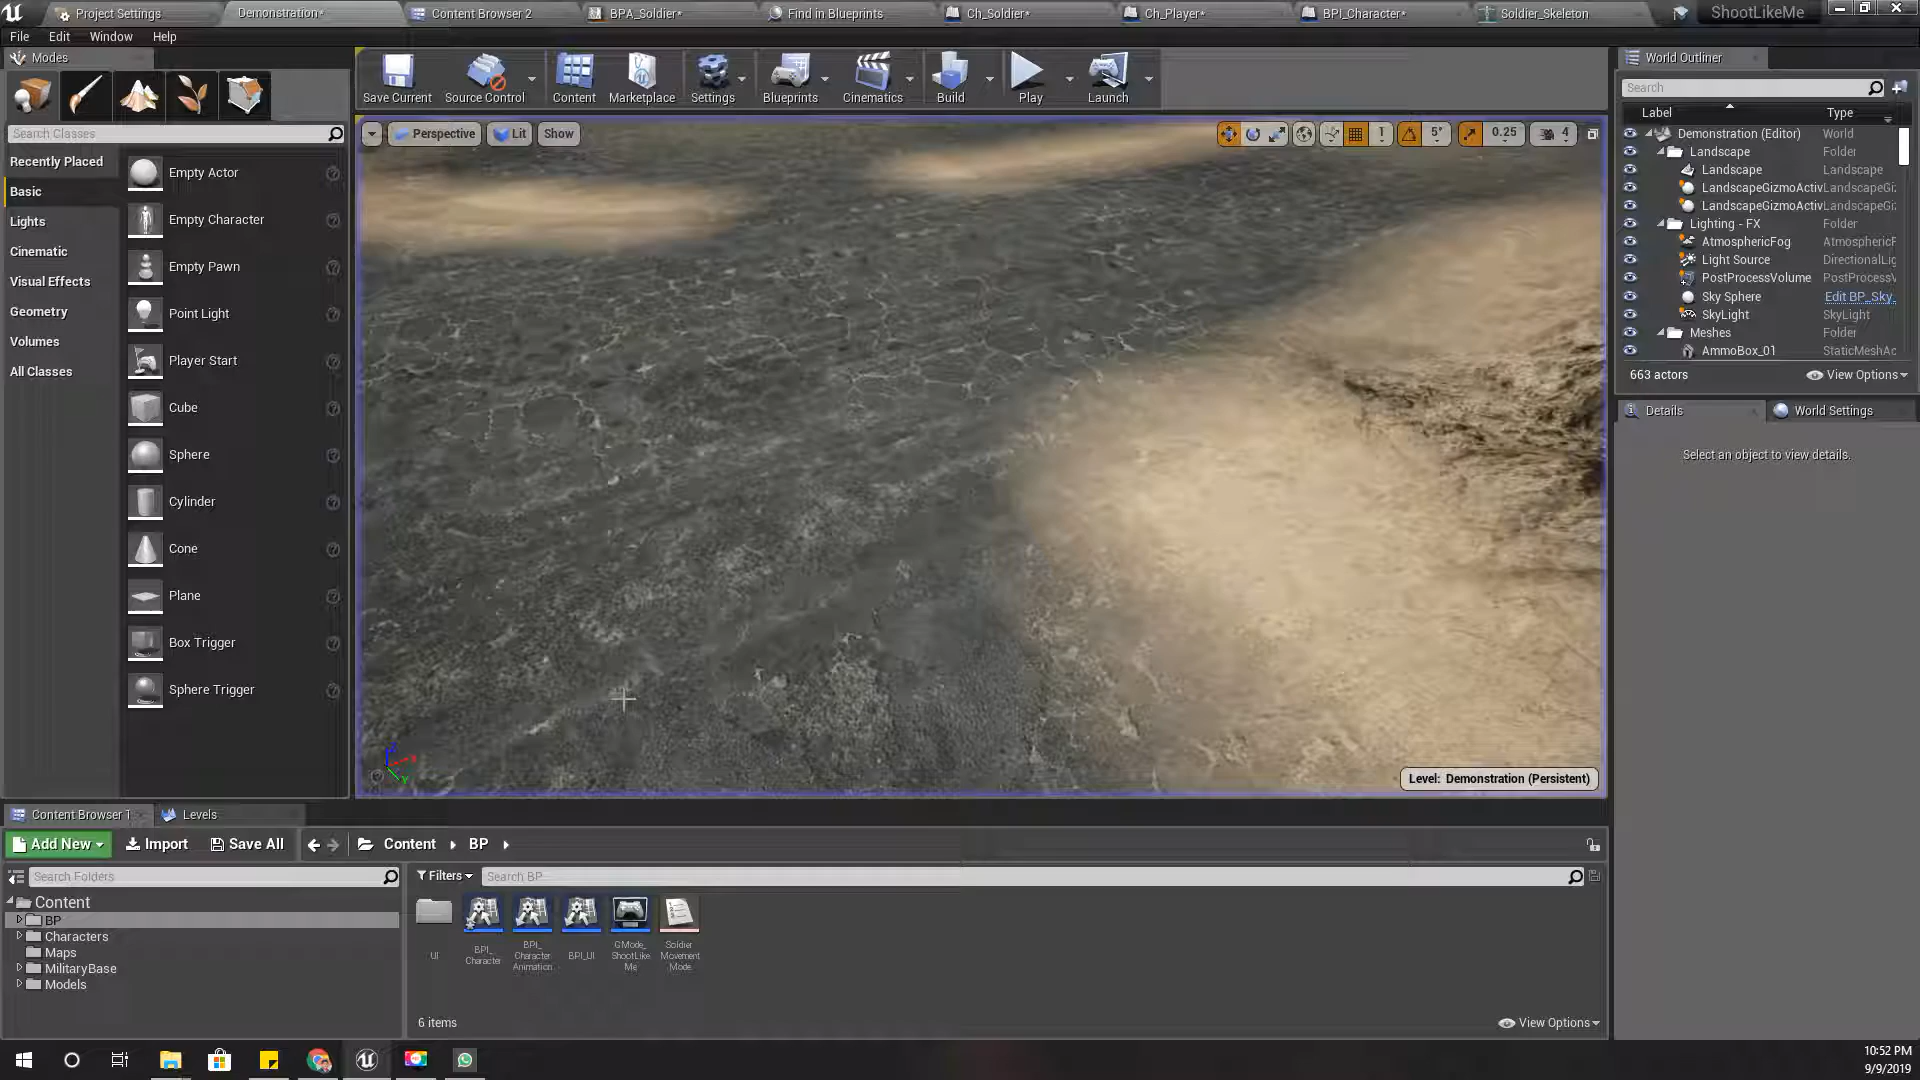 Project Settings
Demonstration*
Content Browser 2
BPA_Soldier*
Find in Blueprints
Ch_Soldier*
Ch_Player*
BPI_Character*
Soldier_Skeleton
ShootLikeMe
File Edit Window Help
Modes
Search Classes
Recently Placed
Basic
Lights
Cinematic
Visual Effects
Geometry
Volumes
All Classes
Empty Actor
Empty Character
Empty Pawn
Point Light
Player Start
Cube
Sphere
Cylinder
Cone
Plane
Box Trigger
Sphere Trigger
Save Current
Source Control
Content
Marketplace
Settings
Blueprints
Cinematics
Build
Play
Launch
Perspective
Lit
Show
1
5°
0.25
4
Level: Demonstration (Persistent)
World Outliner
Search
Label Type
Demonstration (Editor) World
Landscape Folder
Landscape Landscape
LandscapeGizmoActiv LandscapeGiz
LandscapeGizmoActiv LandscapeGiz
Lighting - FX Folder
AtmosphericFog AtmosphericF
Light Source DirectionalLig
PostProcessVolume PostProcessV
Sky Sphere Edit BP_Sky_
SkyLight SkyLight
Meshes Folder
AmmoBox_01 StaticMeshAc
663 actors
View Options
Details
World Settings
Select an object to view details.
Content Browser 1
Levels
Add New
Import
Save All
Content
BP
Search Folders
Filters
Search BP
Content
BP
Characters
Maps
MilitaryBase
Models
UI
BPI_
Character
BPI_
Character
Animation
BPI_UI
GMode_
ShootLike
Me
Soldier
Movement
Mode
6 items
View Options
10:52 PM
9/9/2019